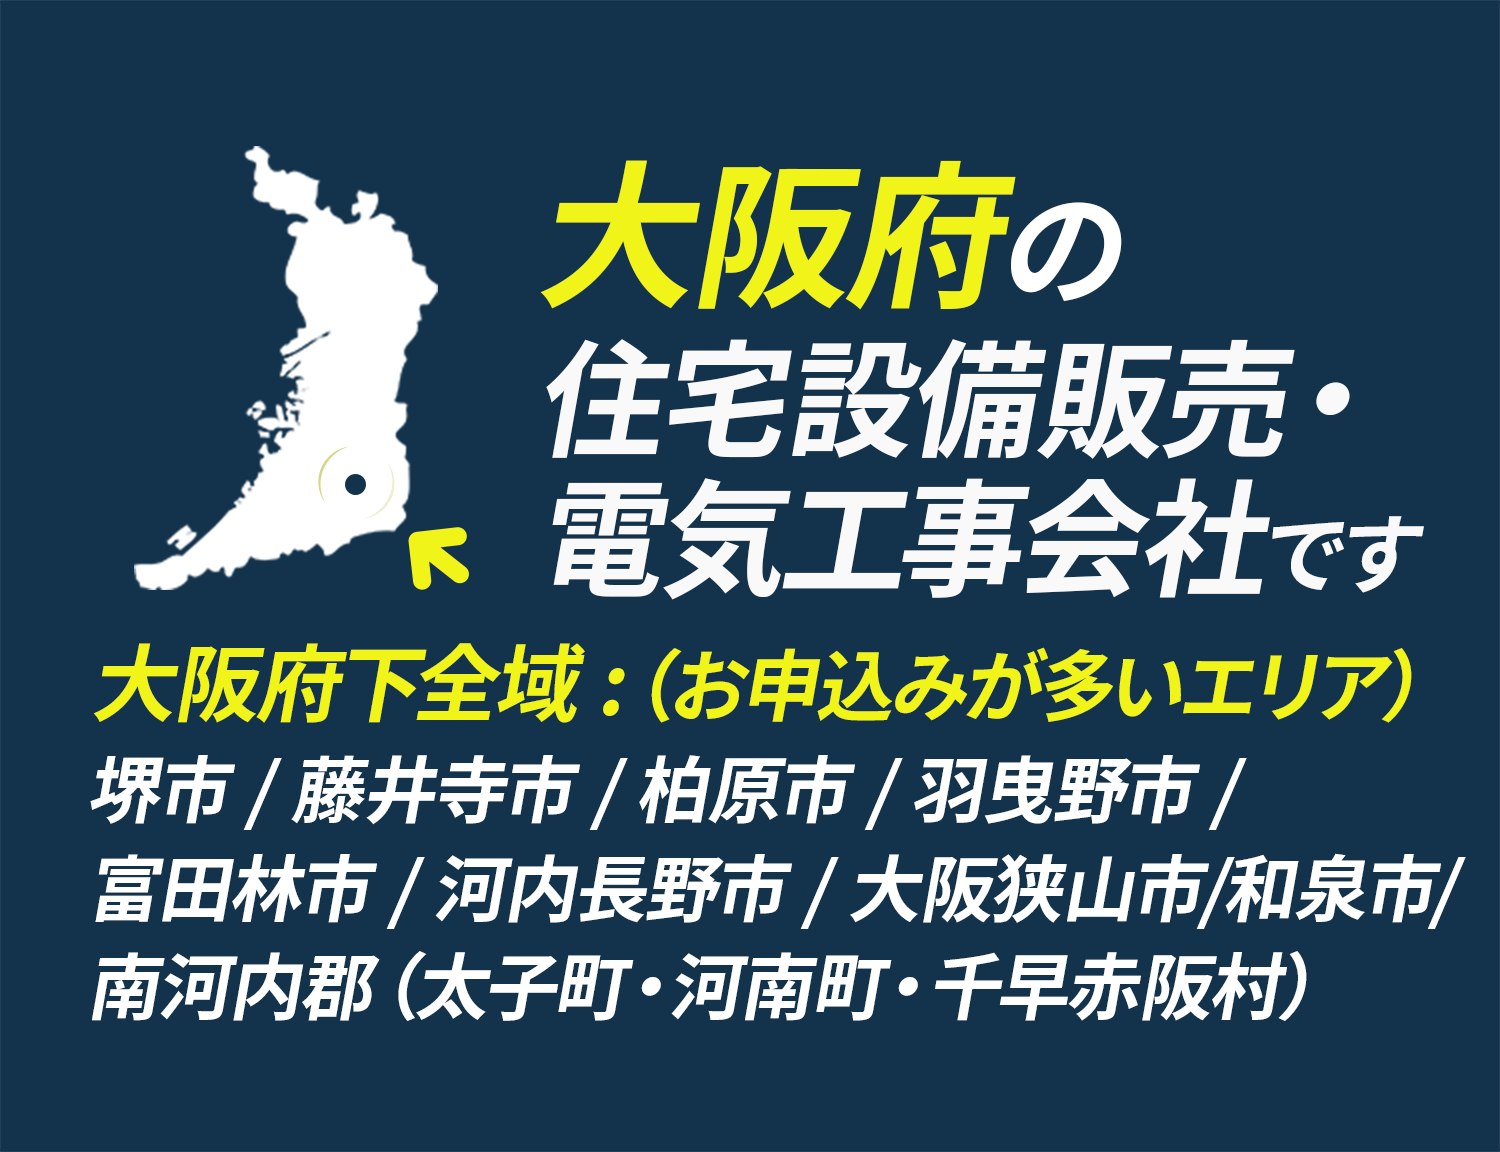 大阪府の
住宅設備販売・
電気工事会社です
大阪府下全域：（お申込みが多いエリア）
堺市 / 藤井寺市 / 柏原市 / 羽曳野市 /
富田林市 / 河内長野市 / 大阪狭山市/和泉市/
南河内郡（太子町・河南町・千早赤阪村）